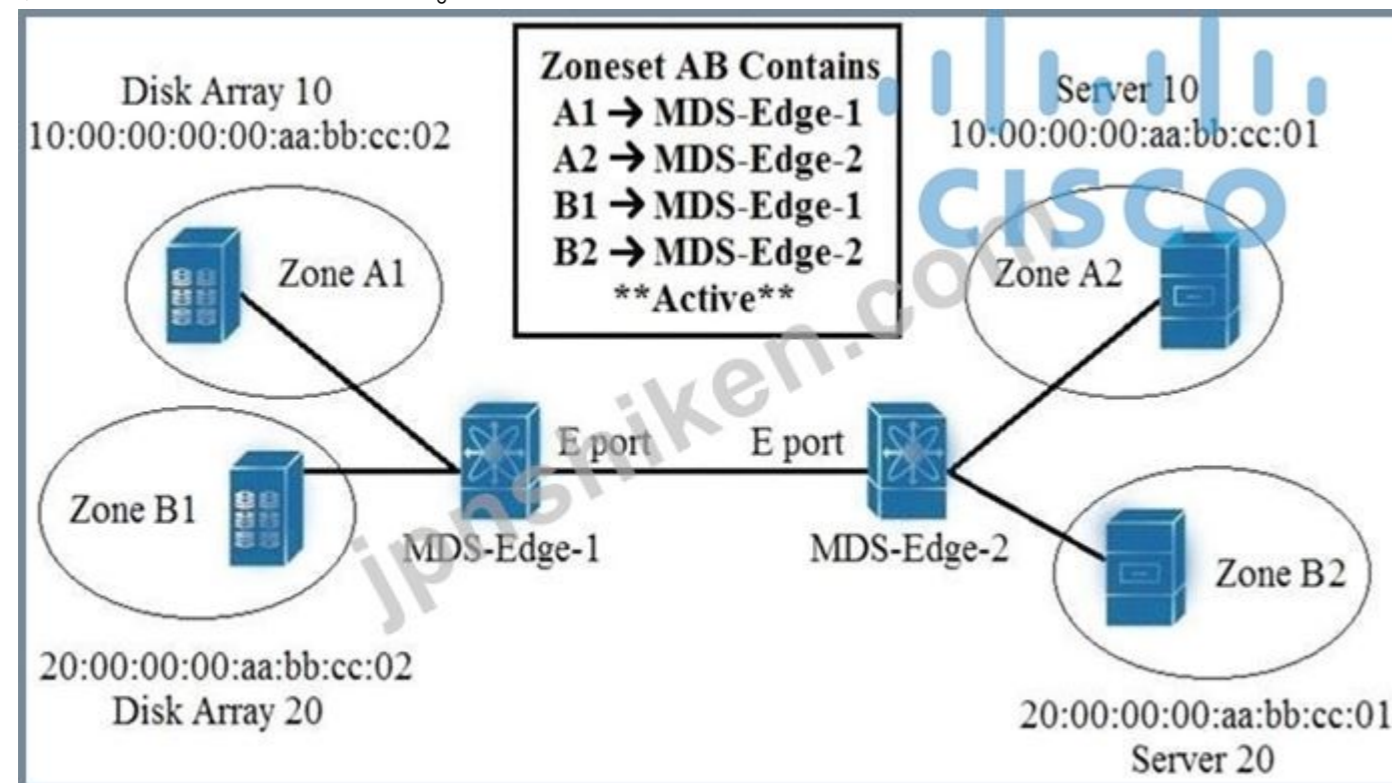 Zoneset AB Contains
A1 → MDS-Edge-1
A2 → MDS-Edge-2
B1 → MDS-Edge-1
B2 → MDS-Edge-2
**Active**
Disk Array 10
10:00:00:00:00:aa:bb:cc:02
Zone A1
Server 10
10:00:00:00:aa:bb:cc:01
CISCO
Zone A2
E port
E port
MDS-Edge-1
MDS-Edge-2
Zone B1
20:00:00:00:aa:bb:cc:02
Disk Array 20
Zone B2
20:00:00:00:aa:bb:cc:01
Server 20
jpnshiken.com